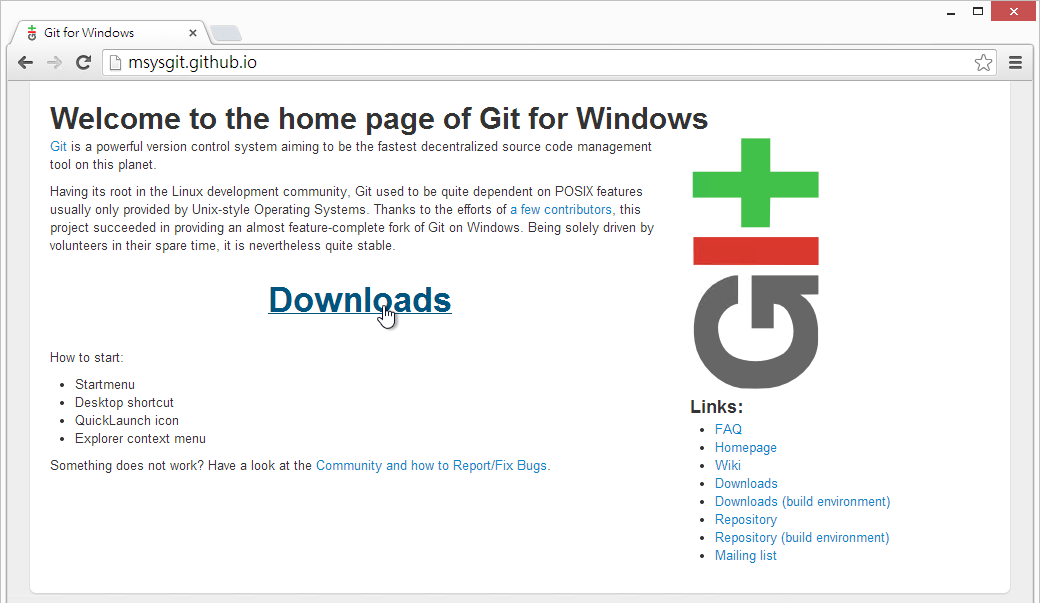 Git for Windows
msysgit.github.io
Welcome to the home page of Git for Windows
Git is a powerful version control system aiming to be the fastest decentralized source code management
tool on this planet.
Having its root in the Linux development community, Git used to be quite dependent on POSIX features
usually only provided by Unix-style Operating Systems. Thanks to the efforts of a few contributors, this
project succeeded in providing an almost feature-complete fork of Git on Windows. Being solely driven by
volunteers in their spare time, it is nevertheless quite stable.
Downloads
How to start:
Startmenu
Desktop shortcut
QuickLaunch icon
Explorer context menu
Something does not work? Have a look at the Community and how to Report/Fix Bugs.
GIt
Links:
FAQ
Homepage
Wiki
Downloads
Downloads (build environment)
Repository
Repository (build environment)
Mailing list